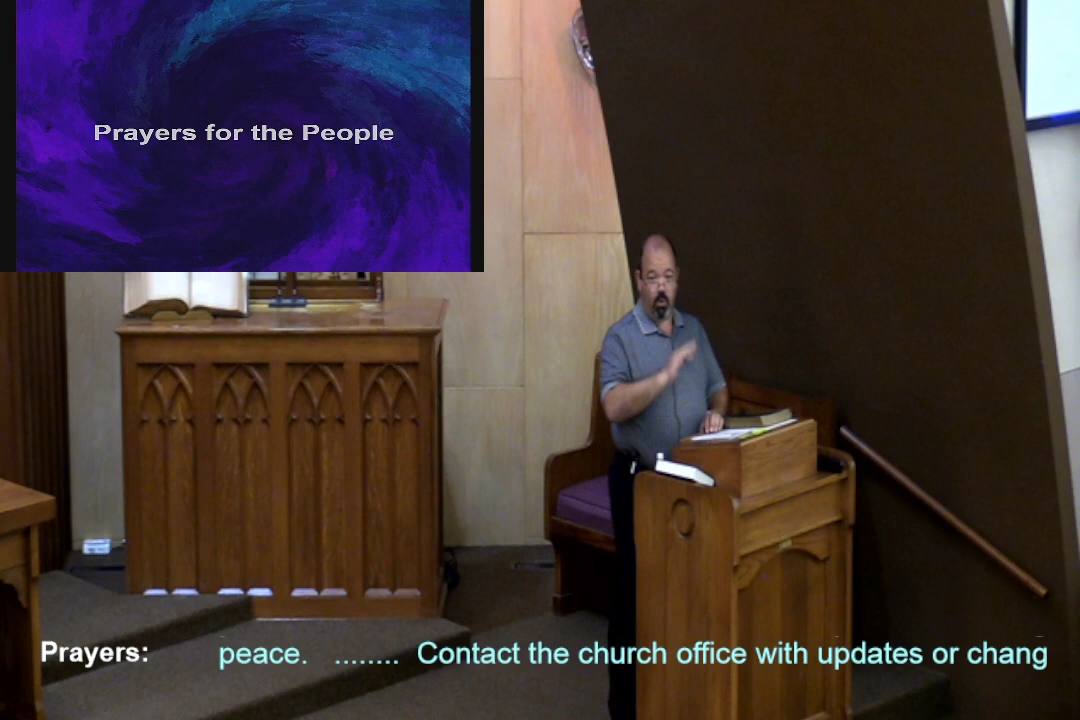 Prayers for the People
Prayers: peace. ........ Contact the church office with updates or chang